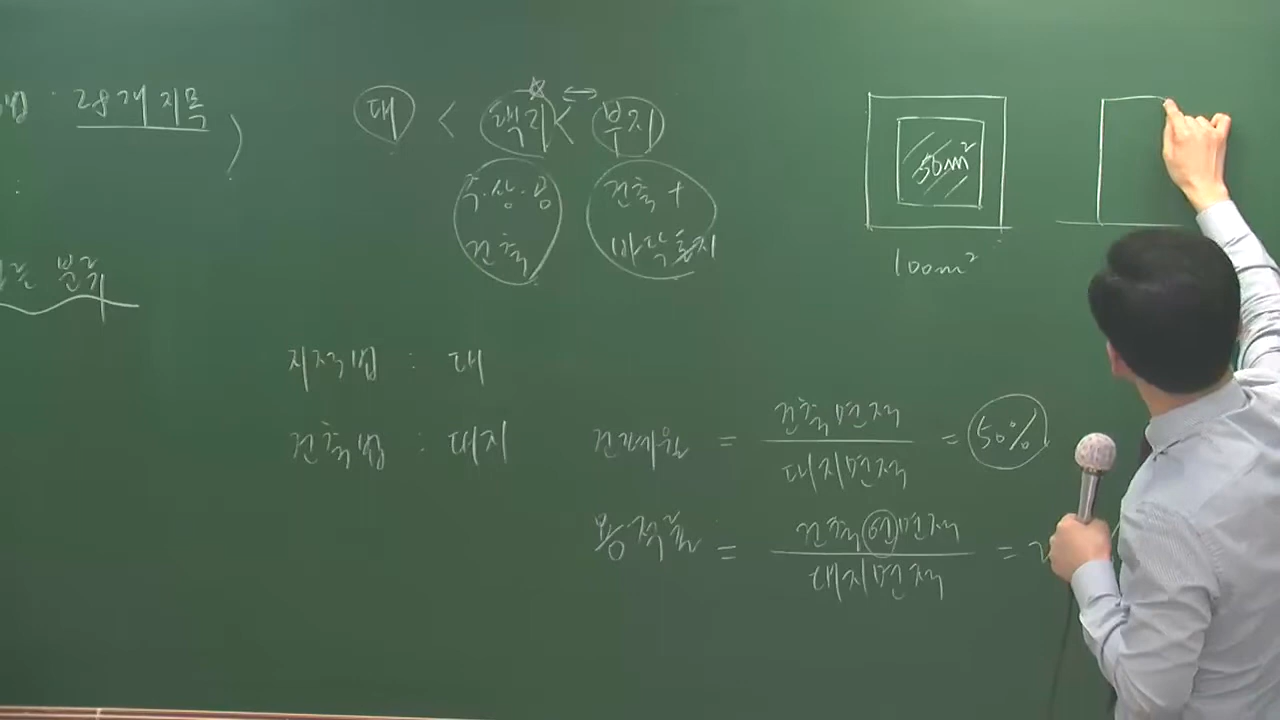 법 : 28개 지목
대 < 택지 < 부지
주·상·공 건축
건축 + 바닥토지
50m²
100m²
지적법 : 대
건축법 : 대지
건폐율 = 건축면적 / 대지면적 = 50%
용적률 = 건축연면적 / 대지면적 =